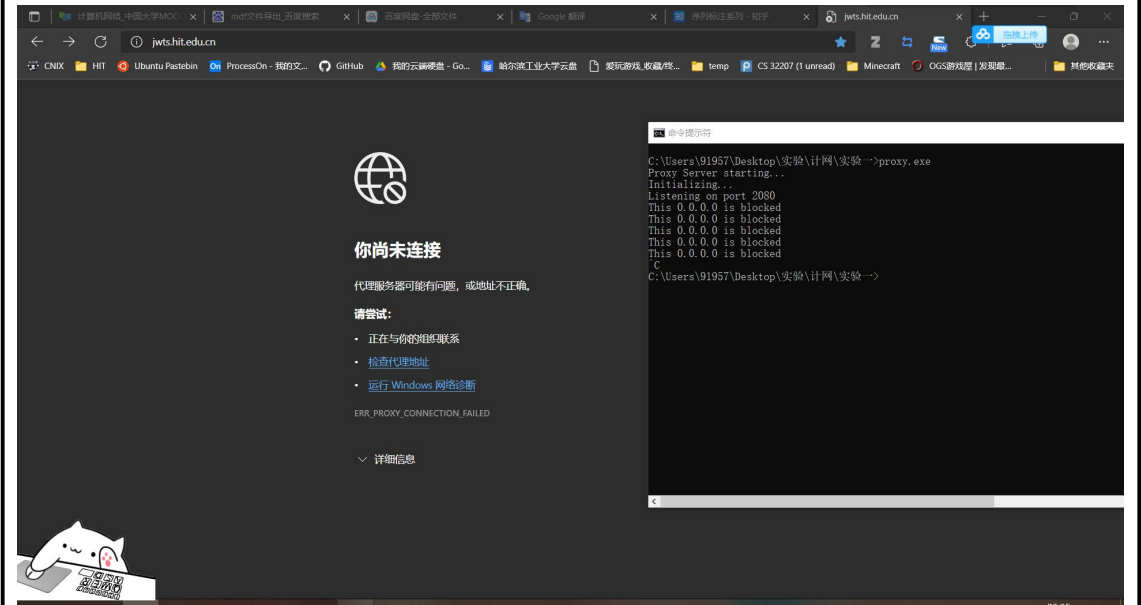 计算机网络_中国大学MOO
mdf文件导出_百度搜索
百度网盘-全部文件
Google 翻译
序列标注系列 - 知乎
jwts.hit.edu.cn
jwts.hit.edu.cn
New
拖拽上传
CNIX
HIT
Ubuntu Pastebin
On ProcessOn - 我的文...
GitHub
我的云端硬盘 - Go...
哈尔滨工业大学云盘
爱玩游戏_收藏/终...
temp
CS 32207 (1 unread)
Minecraft
OGS游戏屋 | 发现最...
其他收藏夹
你尚未连接
代理服务器可能有问题，或地址不正确。
请尝试：
• 正在与你的组织联系
• 检查代理地址
• 运行 Windows 网络诊断
ERR_PROXY_CONNECTION_FAILED
详细信息
命令提示符
C:\Users\91957\Desktop\实验\计网\实验一>proxy.exe
Proxy Server starting...
Initializing...
Listening on port 2080
This 0.0.0.0 is blocked
This 0.0.0.0 is blocked
This 0.0.0.0 is blocked
This 0.0.0.0 is blocked
This 0.0.0.0 is blocked
^C
C:\Users\91957\Desktop\实验\计网\实验一>